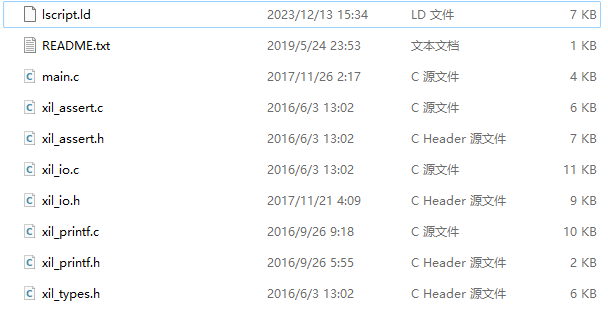 lscript.ld 2023/12/13 15:34 LD 文件 7 KB
README.txt 2019/5/24 23:53 文本文档 1 KB
main.c 2017/11/26 2:17 C 源文件 4 KB
xil_assert.c 2016/6/3 13:02 C 源文件 6 KB
xil_assert.h 2016/6/3 13:02 C Header 源文件 7 KB
xil_io.c 2016/6/3 13:02 C 源文件 11 KB
xil_io.h 2017/11/21 4:09 C Header 源文件 9 KB
xil_printf.c 2016/9/26 9:18 C 源文件 10 KB
xil_printf.h 2016/9/26 5:55 C Header 源文件 2 KB
xil_types.h 2016/6/3 13:02 C Header 源文件 6 KB